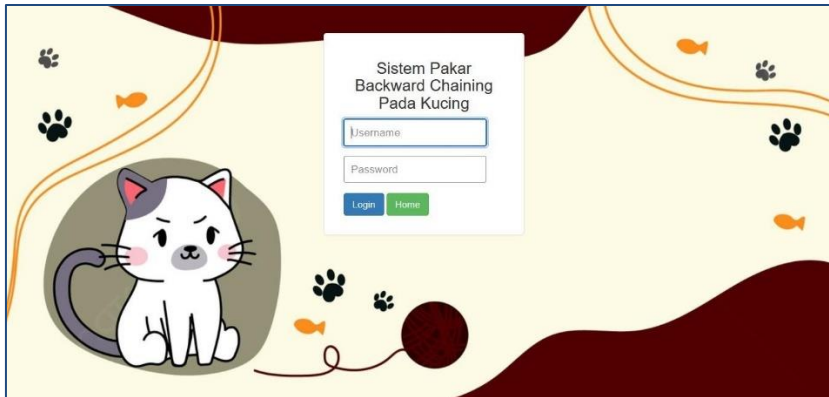 Sistem Pakar
Backward Chaining
Pada Kucing
Username
Password
Login Home